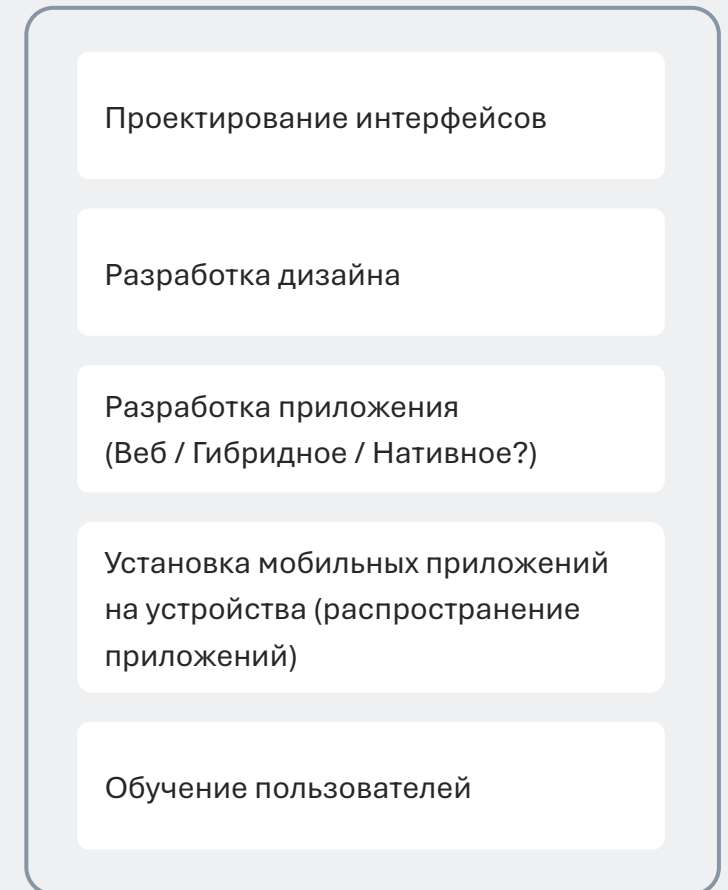 Проектирование интерфейсов
Разработка дизайна
Разработка приложения
(Веб / Гибридное / Нативное?)
Установка мобильных приложений
на устройства (распространение
приложений)
Обучение пользователей